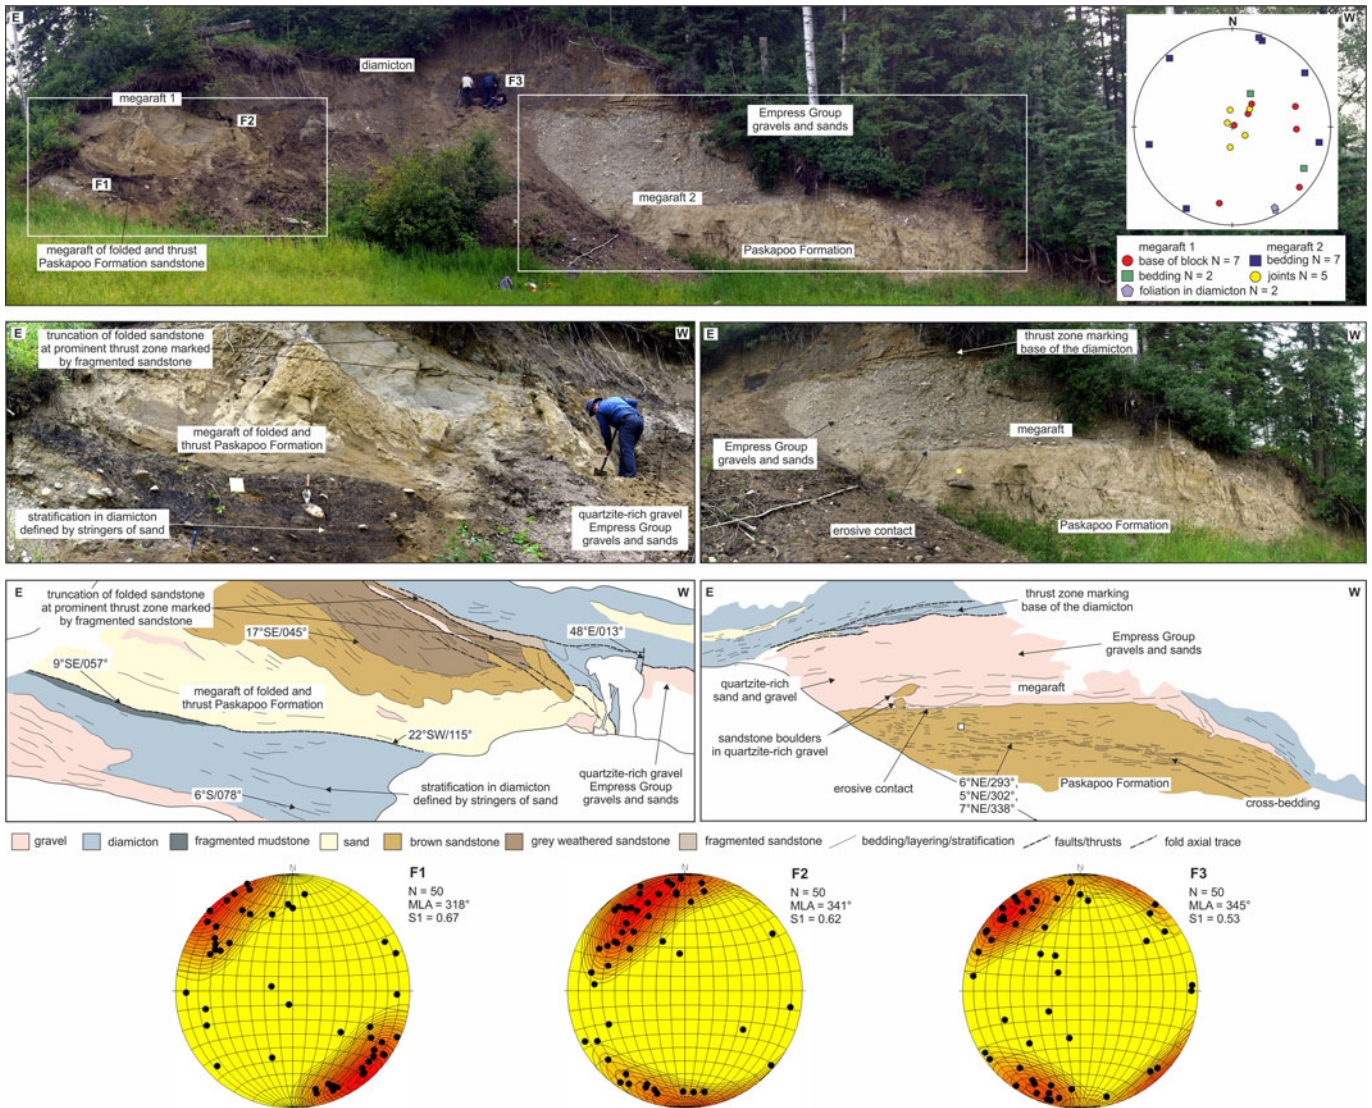 E
W
N
diamicton
F3
megaraft 1
F2
Empress Group
gravels and sands
F1
megaraft 2
megaraft of folded and thrust
Paskapoo Formation sandstone
Paskapoo Formation
megaraft 1
megaraft 2
base of block N = 7
bedding N = 7
bedding N = 2
joints N = 5
foliation in diamicton N = 2
E
truncation of folded sandstone
at prominent thrust zone marked
by fragmented sandstone
W
megaraft of folded and
thrust Paskapoo Formation
stratification in diamicton
defined by stringers of sand
quartzite-rich gravel
Empress Group
gravels and sands
E
W
thrust zone marking
base of the diamicton
megaraft
Empress Group
gravels and sands
erosive contact
Paskapoo Formation
E
truncation of folded sandstone
at prominent thrust zone marked
by fragmented sandstone
W
17°SE/045°
48°E/013°
9°SE/057°
megaraft of folded and
thrust Paskapoo Formation
22°SW/115°
6°S/078°
stratification in diamicton
defined by stringers of sand
quartzite-rich gravel
Empress Group
gravels and sands
E
W
thrust zone marking
base of the diamicton
Empress Group
gravels and sands
quartzite-rich
sand and gravel
megaraft
sandstone boulders
in quartzite-rich gravel
erosive contact
6°NE/293°,
5°NE/302°,
7°NE/338°
Paskapoo Formation
cross-bedding
gravel
diamicton
fragmented mudstone
sand
brown sandstone
grey weathered sandstone
fragmented sandstone
bedding/layering/stratification
faults/thrusts
fold axial trace
N
F1
N = 50
MLA = 318°
S1 = 0.67
N
F2
N = 50
MLA = 341°
S1 = 0.62
N
F3
N = 50
MLA = 345°
S1 = 0.53